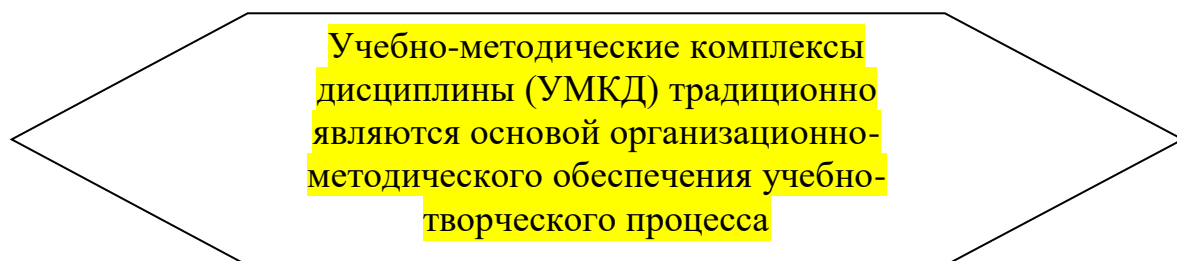 Учебно-методические комплексы
дисциплины (УМКД) традиционно
являются основой организационно-
методического обеспечения учебно-
творческого процесса